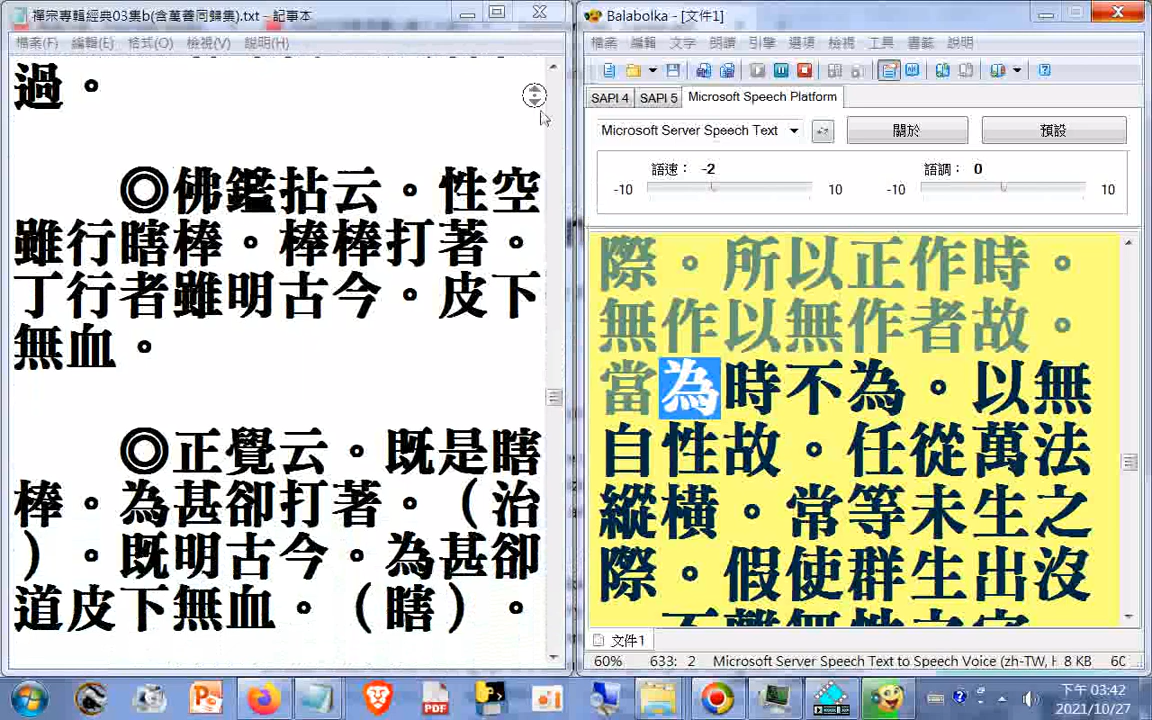 禪宗專輯經典03集b(含萬善同歸集).txt - 記事本
檔案(F) 編輯(E) 格式(O) 檢視(V) 說明(H)
過。
◎佛鑑拈云。性空
雖行瞎棒。棒棒打著。
丁行者雖明古今。皮下
無血。
◎正覺云。既是瞎
棒。為甚卻打著。（治
）。既明古今。為甚卻
道皮下無血。（瞎）。
Balabolka - [文件1]
檔案 編輯 文字 朗讀 引擎 選項 檢視 工具 書籤 說明
SAPI 4 SAPI 5 Microsoft Speech Platform
Microsoft Server Speech Text 關於 預設
語速： -2 語調： 0
-10 10 -10 10
際。所以正作時。
無作以無作者故。
當為時不為。以無
自性故。任從萬法
縱橫。常等未生之
際。假使群生出沒
文件1
60% 633: 2 Microsoft Server Speech Text to Speech Voice (zh-TW, H 8 KB 6C
PDF
下午 03:42
2021/10/27